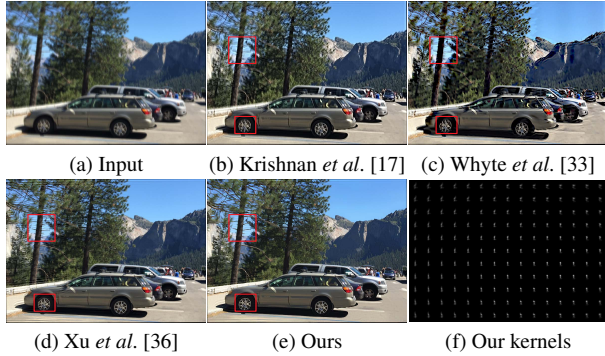 (a) Input
(b) Krishnan et al. [17]
(c) Whyte et al. [33]
(d) Xu et al. [36]
(e) Ours
(f) Our kernels